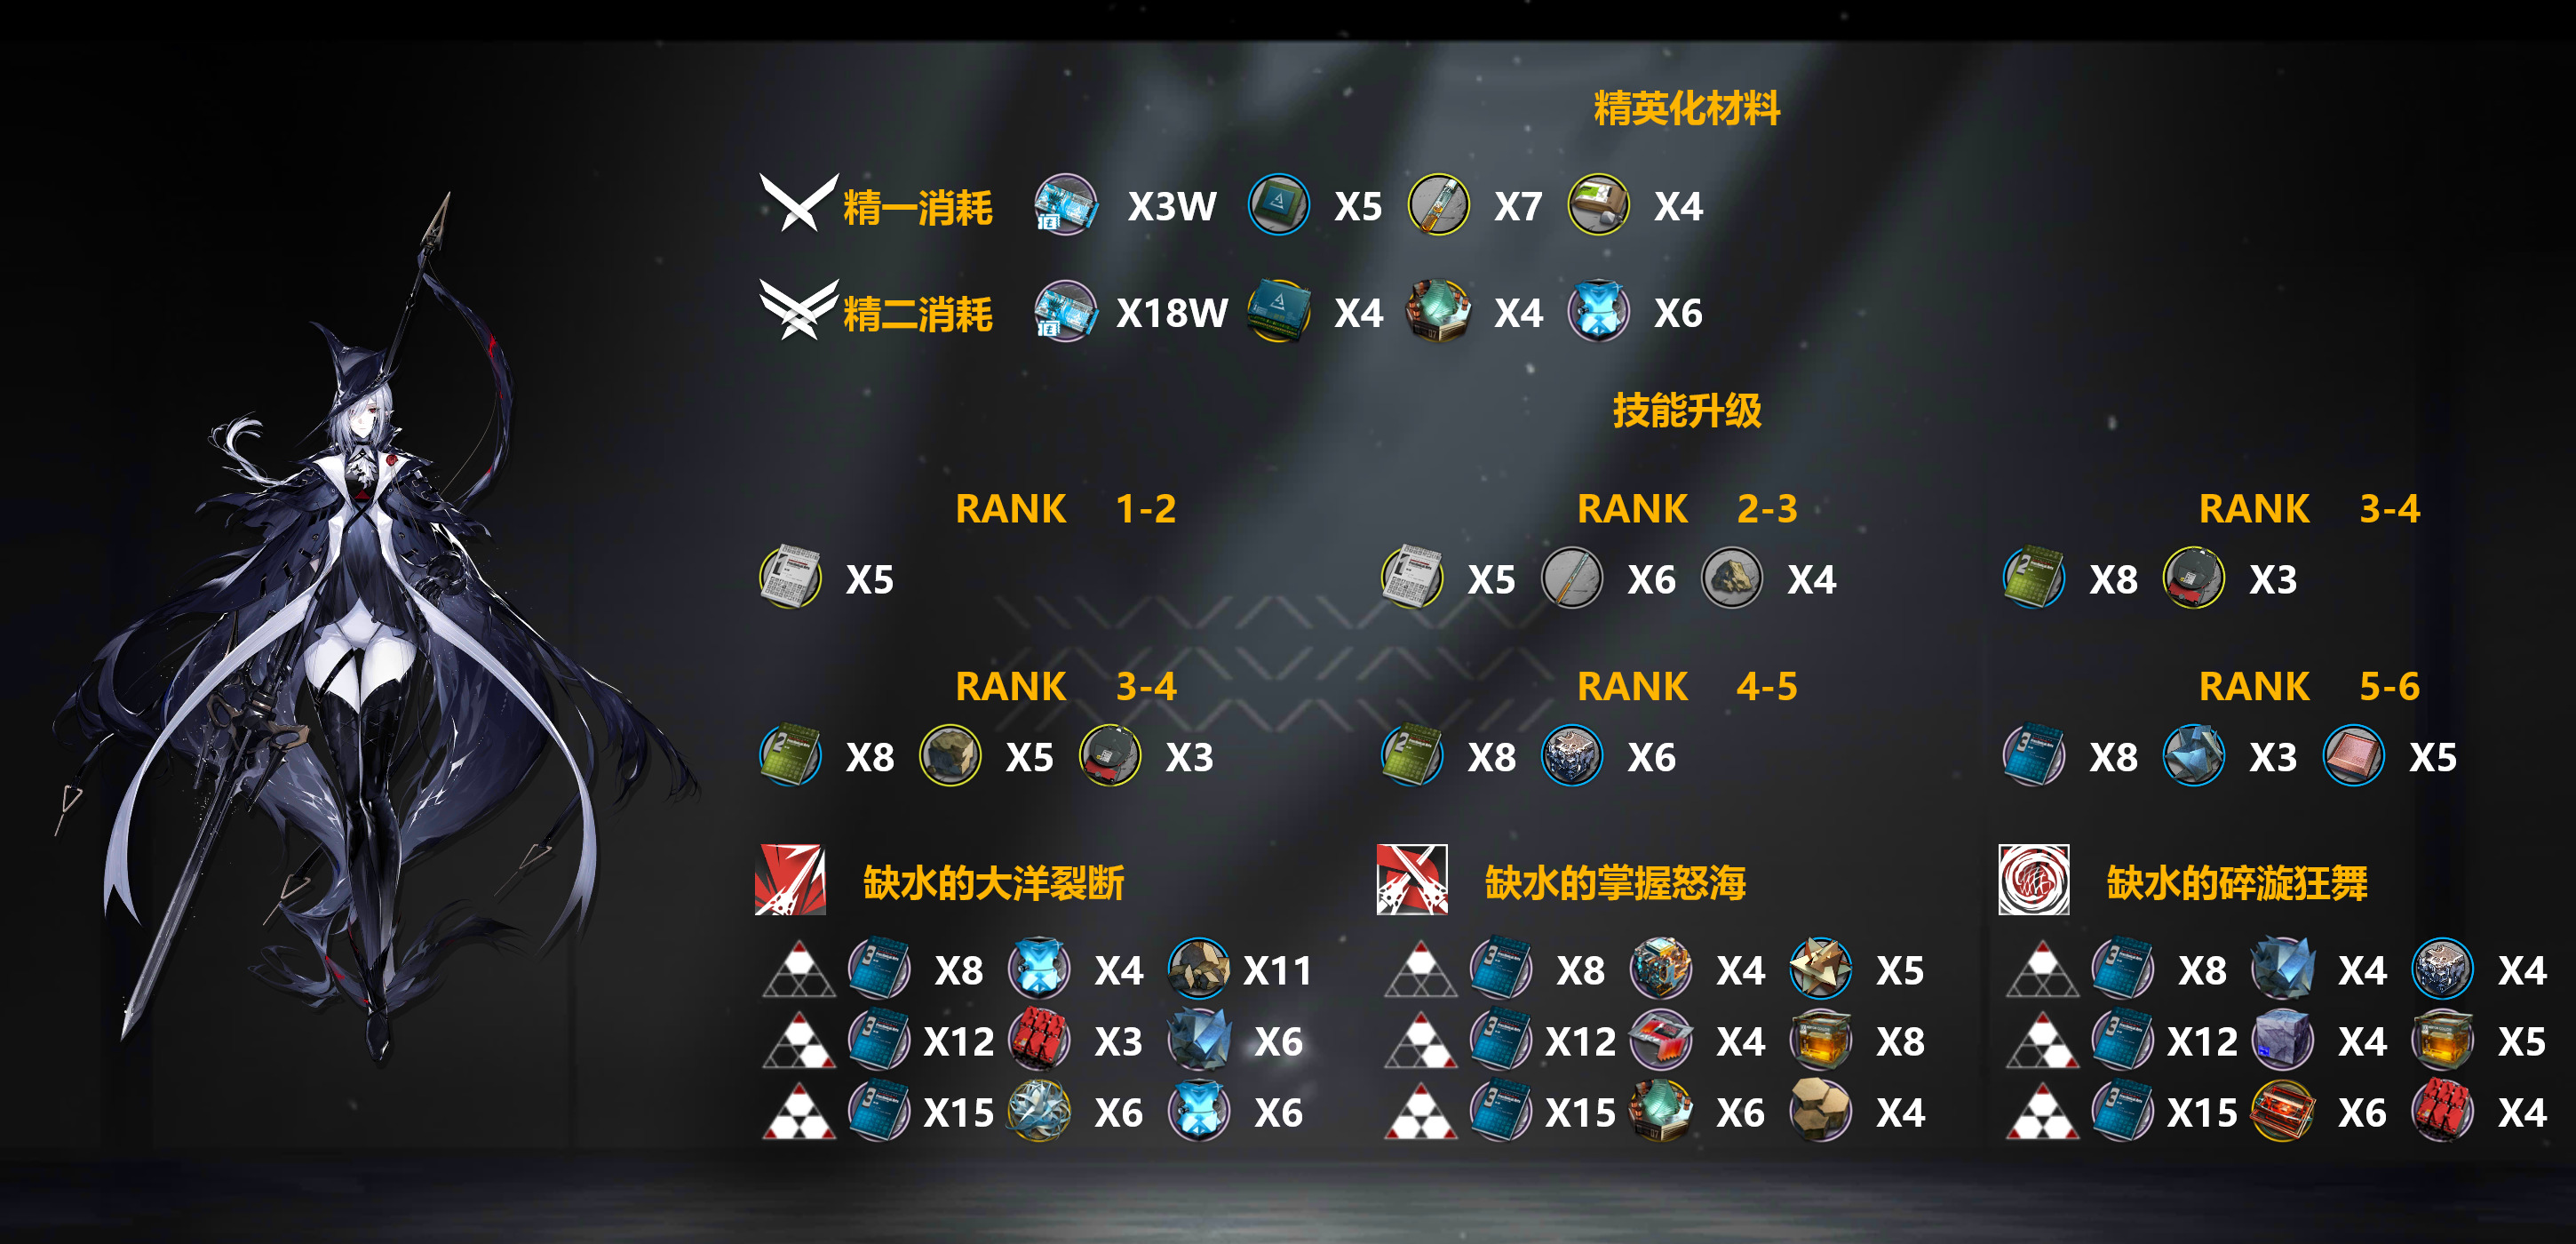 精英化材料
精一消耗 X3W X5 X7 X4
精二消耗 X18W X4 X4 X6
技能升级
RANK 1-2 RANK 2-3 RANK 3-4
X5 X5 X6 X4 X8 X3
RANK 3-4 RANK 4-5 RANK 5-6
X8 X5 X3 X8 X6 X8 X3 X5
缺水的大洋裂断 缺水的掌握怒海 缺水的碎漩狂舞
X8 X4 X11 X8 X4 X5 X8 X4 X4
X12 X3 X6 X12 X4 X8 X12 X4 X5
X15 X6 X6 X15 X6 X4 X15 X6 X4